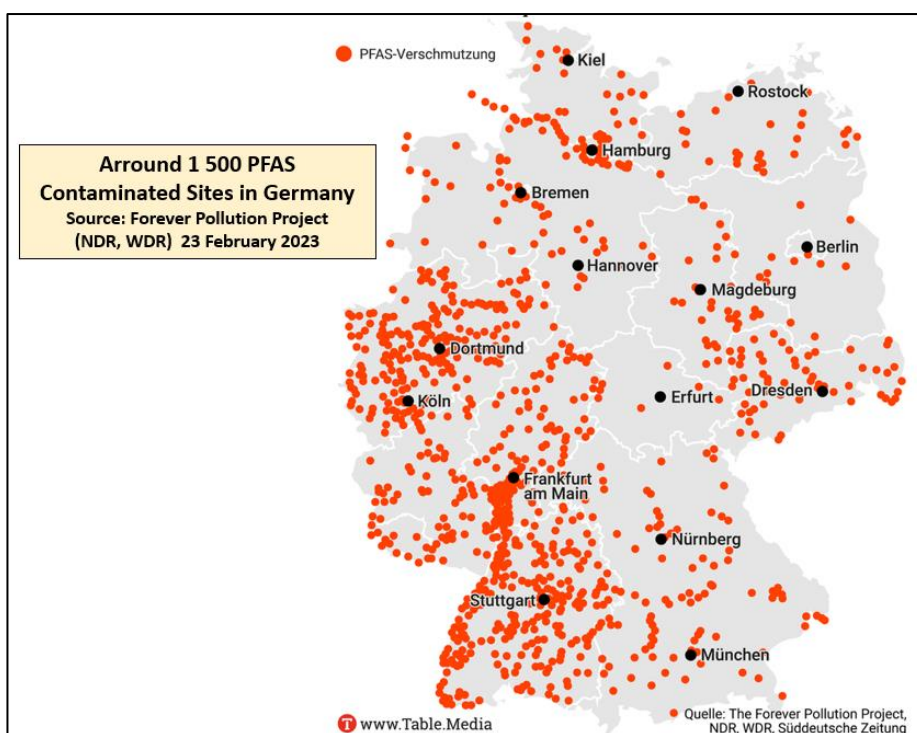 PFAS-Verschmutzung
Kiel
Rostock
Arround 1 500 PFAS
Contaminated Sites in Germany
Source: Forever Pollution Project
(NDR, WDR) 23 February 2023
Hamburg
Bremen
Berlin
Hannover
Magdeburg
Dortmund
Köln
Erfurt
Dresden
Frankfurt
am Main
Nürnberg
Stuttgart
München
www.Table.Media
Quelle: The Forever Pollution Project,
NDR, WDR, Süddeutsche Zeitung